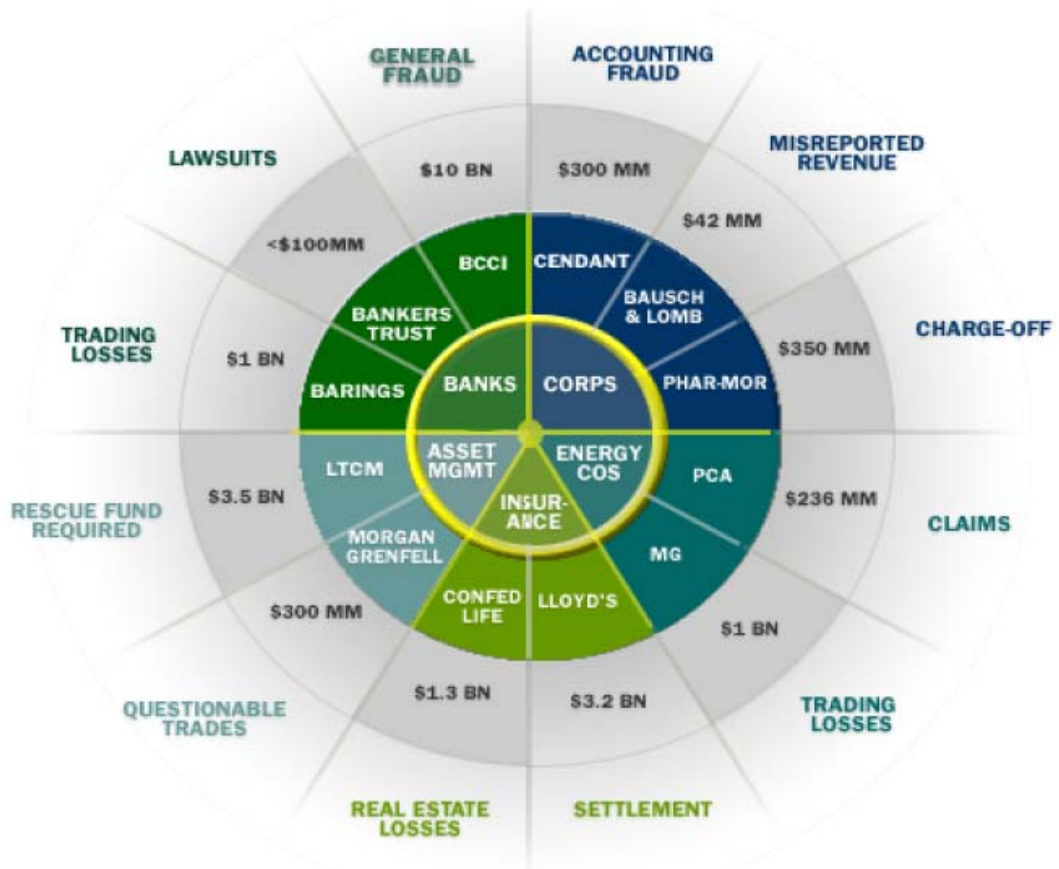 GENERAL
FRAUD
ACCOUNTING
FRAUD
LAWSUITS
MISREPORTED
REVENUE
$10 BN
$300 MM
<$100MM
$42 MM
BCCI
CENDANT
BANKERS
TRUST
BAUSCH
& LOMB
TRADING
LOSSES
$1 BN
$350 MM
CHARGE-OFF
BARINGS
BANKS
CORPS
PHAR-MOR
LTCM
ASSET
MGMT
ENERGY
COS
PCA
RESCUE FUND
REQUIRED
$3.5 BN
$236 MM
CLAIMS
INSUR-
ANCE
MORGAN
GRENFELL
MG
CONFED
LIFE
LLOYD'S
$300 MM
$1 BN
QUESTIONABLE
TRADES
$1.3 BN
$3.2 BN
TRADING
LOSSES
REAL ESTATE
LOSSES
SETTLEMENT